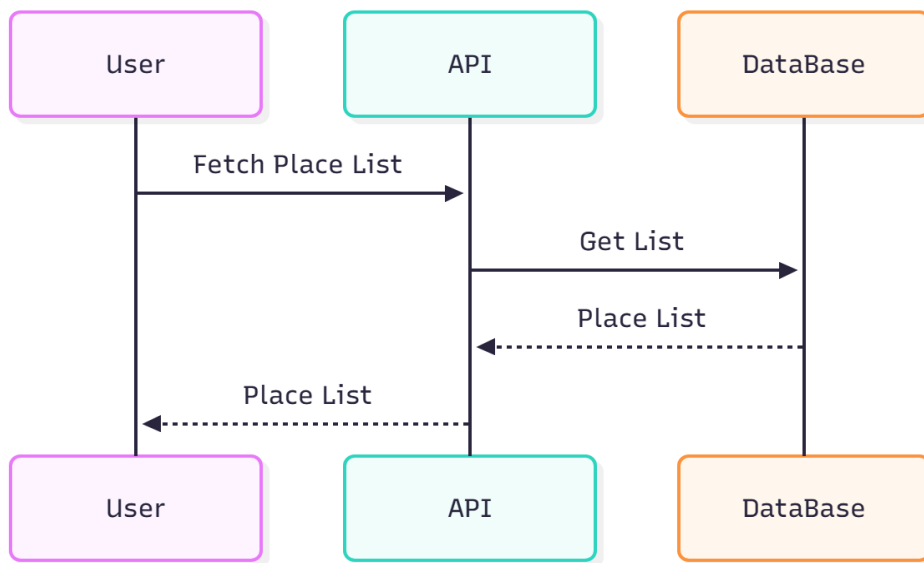 User
API
DataBase
Fetch Place List
Get List
Place List
Place List
User
API
DataBase